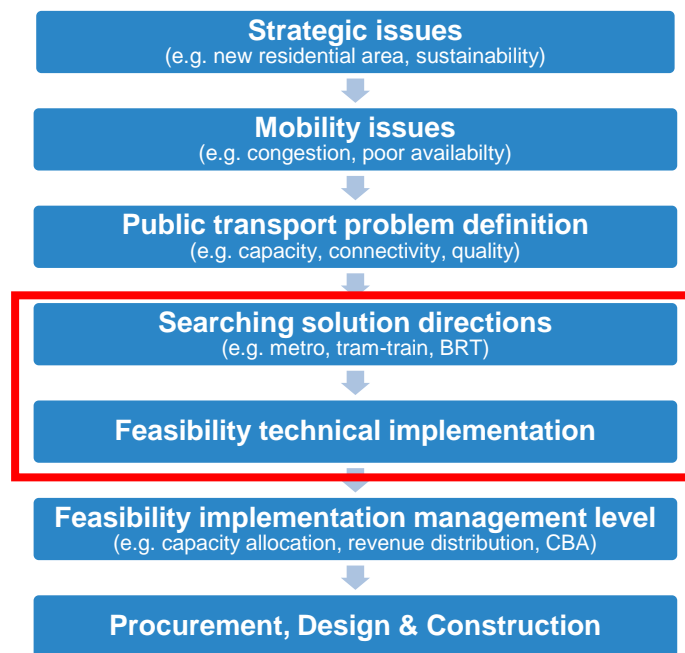 Strategic issues
(e.g. new residential area, sustainability)
Mobility issues
(e.g. congestion, poor availabilty)
Public transport problem definition
(e.g. capacity, connectivity, quality)
Searching solution directions
(e.g. metro, tram-train, BRT)
Feasibility technical implementation
Feasibility implementation management level
(e.g. capacity allocation, revenue distribution, CBA)
Procurement, Design & Construction